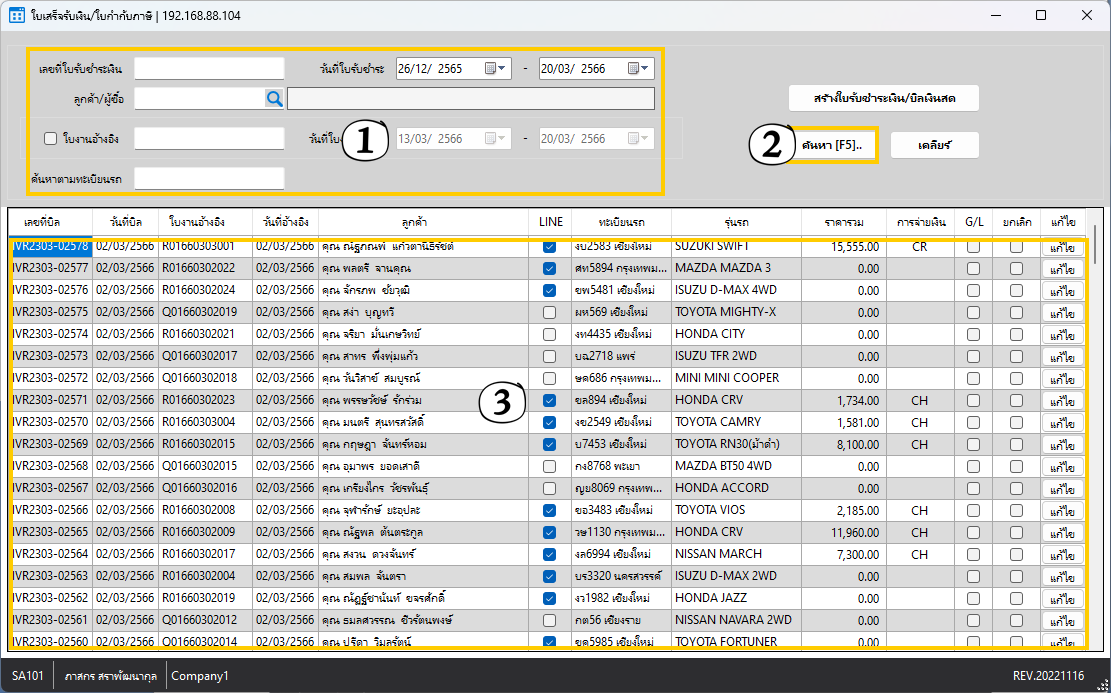 ใบเสร็จรับเงิน/ใบกำกับภาษี | 192.168.88.104
เลขที่ใบรับชำระเงิน วันที่ใบรับชำระ 26/12/ 2565 - 20/03/ 2566
ลูกค้า/ผู้ซื้อ สร้างใบรับชำระเงิน/บิลเงินสด
ใบงานอ้างอิง วันที่ใบ 1 13/03/ 2566 - 20/03/ 2566 2 ค้นหา [F5].. เคลียร์
ค้นหาตามทะเบียนรถ
เลขที่บิล วันที่บิล ใบงานอ้างอิง วันที่อ้างอิง ลูกค้า LINE ทะเบียนรถ รุ่นรถ ราคารวม การจ่ายเงิน G/L ยกเลิก แก้ไข
IVR2303-02578 02/03/2566 R01660303001 02/03/2566 คุณ ณัฐภณพ์ แก้วตานิธิรัชต์ งบ2583 เชียงใหม่ SUZUKI SWIFT 15,555.00 CR แก้ไข
IVR2303-02577 02/03/2566 R01660302022 02/03/2566 คุณ พลตรี จานคุณ ศท5894 กรุงเทพม... MAZDA MAZDA 3 0.00 แก้ไข
IVR2303-02576 02/03/2566 R01660302024 02/03/2566 คุณ จักรภพ ชัยวุฒิ ขพ5481 เชียงใหม่ ISUZU D-MAX 4WD 0.00 แก้ไข
IVR2303-02575 02/03/2566 Q01660302019 02/03/2566 คุณ สง่า บุญทวี ผห569 เชียงใหม่ TOYOTA MIGHTY-X 0.00 แก้ไข
IVR2303-02574 02/03/2566 R01660302021 02/03/2566 คุณ จริยา มั่นเกษวิทย์ งท4435 เชียงใหม่ HONDA CITY 0.00 แก้ไข
IVR2303-02573 02/03/2566 Q01660302017 02/03/2566 คุณ สาทร พึ่งพุ่มแก้ว บฉ2718 แพร่ ISUZU TFR 2WD 0.00 แก้ไข
IVR2303-02572 02/03/2566 Q01660302018 02/03/2566 คุณ วันวิสาข์ สมบูรณ์ ษด686 กรุงเทพม... MINI MINI COOPER 0.00 แก้ไข
IVR2303-02571 02/03/2566 R01660302023 02/03/2566 คุณ พรรษวัชษ์ รักร่วม 3 ขล894 เชียงใหม่ HONDA CRV 1,734.00 CH แก้ไข
IVR2303-02570 02/03/2566 R01660303004 02/03/2566 คุณ มนตรี สุนทรสวัสดิ์ งข2549 เชียงใหม่ TOYOTA CAMRY 1,581.00 CH แก้ไข
IVR2303-02569 02/03/2566 R01660302015 02/03/2566 คุณ กฤษฎา จันทร์หอม บ7453 เชียงใหม่ TOYOTA RN30(ม้าดำ) 8,100.00 CH แก้ไข
IVR2303-02568 02/03/2566 Q01660302015 02/03/2566 คุณ อุมาพร ยอดเสาดี กง8768 พะเยา MAZDA BT50 4WD 0.00 แก้ไข
IVR2303-02567 02/03/2566 Q01660302016 02/03/2566 คุณ เกรียงไกร วัชรพันธุ์ ญย8069 กรุงเทพ... HONDA ACCORD 0.00 แก้ไข
IVR2303-02566 02/03/2566 R01660302008 02/03/2566 คุณ จุฬารักษ์ ยะอุปละ ขอ3483 เชียงใหม่ TOYOTA VIOS 2,185.00 CH แก้ไข
IVR2303-02565 02/03/2566 R01660302009 02/03/2566 คุณ ณัฐพล ตันตระกูล วษ1130 กรุงเทพม... HONDA CRV 11,960.00 CH แก้ไข
IVR2303-02564 02/03/2566 R01660302017 02/03/2566 คุณ สงวน ดวงจันทร์ งล6994 เชียงใหม่ NISSAN MARCH 7,300.00 CH แก้ไข
IVR2303-02563 02/03/2566 R01660302004 02/03/2566 คุณ สมพล จันตรา บร3320 นครสวรรค์ ISUZU D-MAX 2WD 0.00 แก้ไข
IVR2303-02562 02/03/2566 R01660302019 02/03/2566 คุณ ณัฏฐ์ชานันท์ ขจรศักดิ์ งว1982 เชียงใหม่ HONDA JAZZ 0.00 แก้ไข
IVR2303-02561 02/03/2566 Q01660302012 02/03/2566 คุณ ธมลสวรรณ ชัวรัตนพงษ์ กต56 เชียงราย NISSAN NAVARA 2WD 0.00 แก้ไข
IVR2303-02560 02/03/2566 Q01660302014 02/03/2566 คุณ ปรีดา วิมลรัตน์ ขค5985 เชียงใหม่ TOYOTA FORTUNER 0.00 แก้ไข
SA101 ภาสกร สราพัฒนากุล Company1 REV.20221116